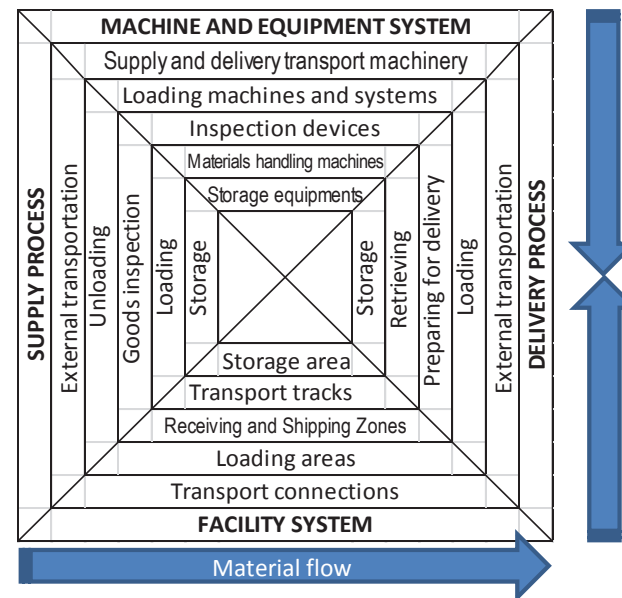 MACHINE AND EQUIPMENT SYSTEM
Supply and delivery transport machinery
Loading machines and systems
Inspection devices
Materials handling machines
Storage equipments
SUPPLY PROCESS
External transportation
Unloading
Goods inspection
Loading
Storage
Storage
Retrieving
Preparing for delivery
Loading
External transportation
DELIVERY PROCESS
Storage area
Transport tracks
Receiving and Shipping Zones
Loading areas
Transport connections
FACILITY SYSTEM
Material flow